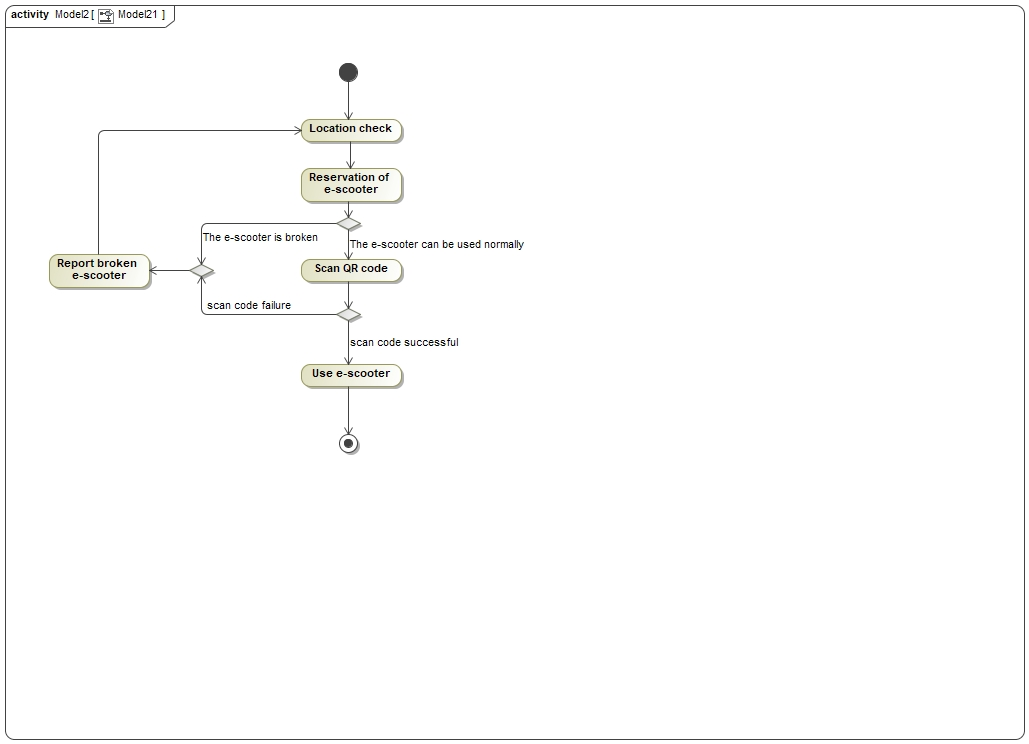 activity Model2 [ Model21 ]
Location check
Reservation of
e-scooter
The e-scooter is broken
The e-scooter can be used normally
Report broken
e-scooter
Scan QR code
scan code failure
scan code successful
Use e-scooter